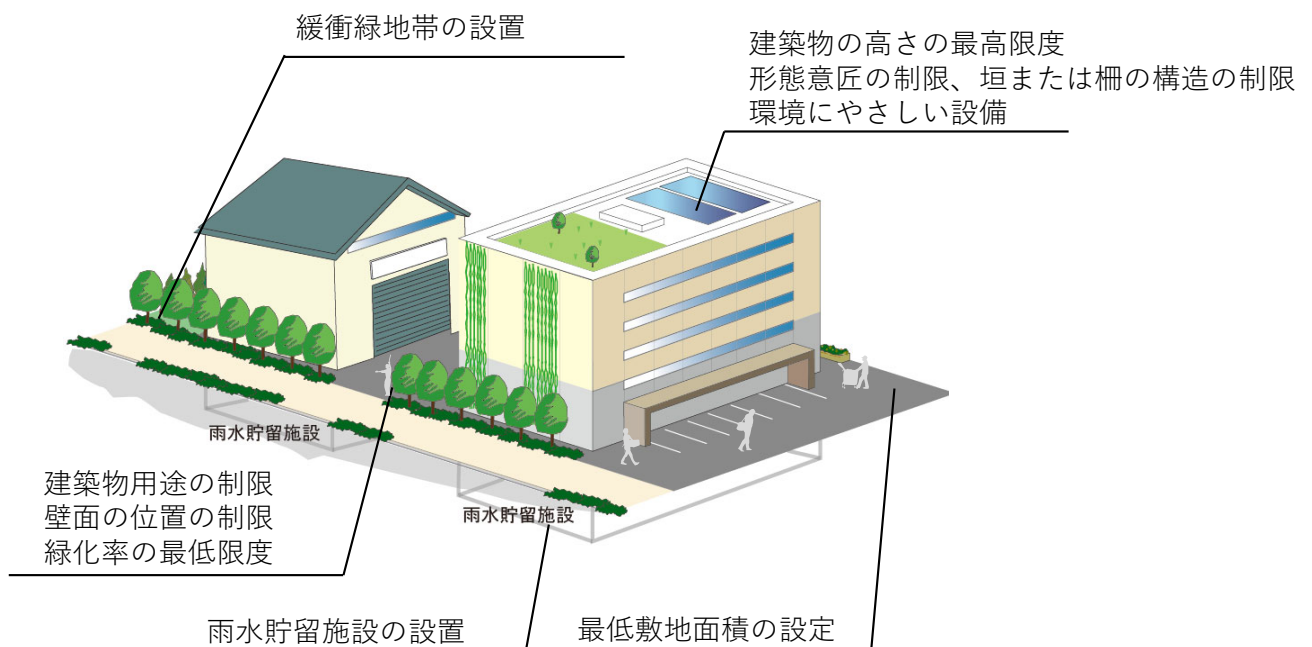 緩衝緑地帯の設置
建築物の高さの最高限度
形態意匠の制限、垣または柵の構造の制限
環境にやさしい設備
雨水貯留施設
雨水貯留施設
建築物用途の制限
壁面の位置の制限
緑化率の最低限度
雨水貯留施設の設置
最低敷地面積の設定